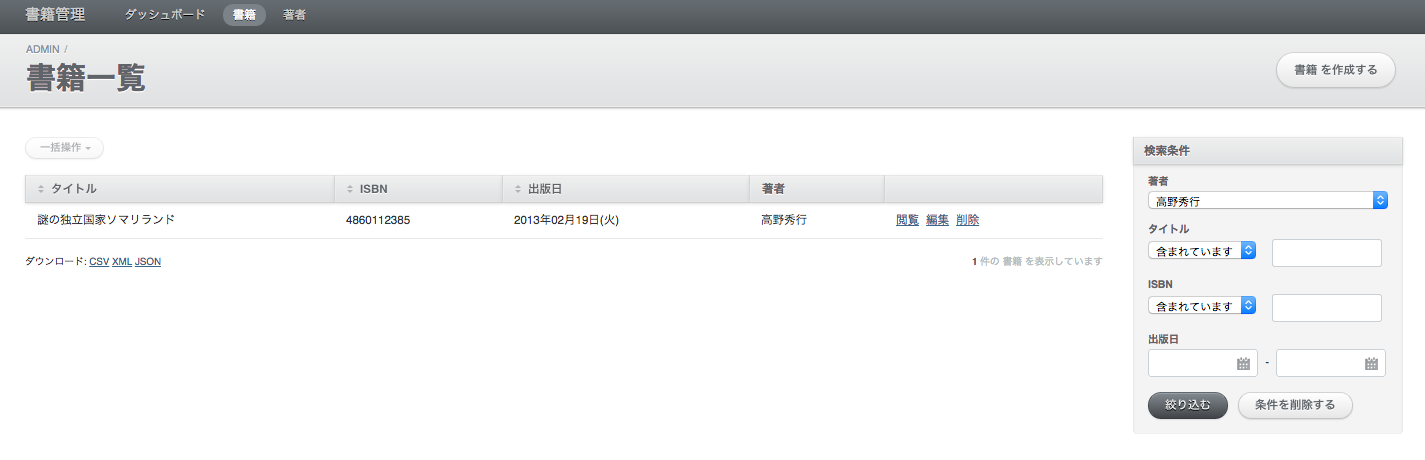 書籍管理 ダッシュボード 書籍 著者
ADMIN /
書籍一覧
書籍 を作成する
一括操作
タイトル ISBN 出版日 著者
謎の独立国家ソマリランド 4860112385 2013年02月19日(火) 高野秀行 閲覧 編集 削除
ダウンロード: CSV XML JSON
1 件の 書籍 を表示しています
検索条件
著者
高野秀行
タイトル
含まれています
ISBN
含まれています
出版日
-
絞り込む 条件を削除する